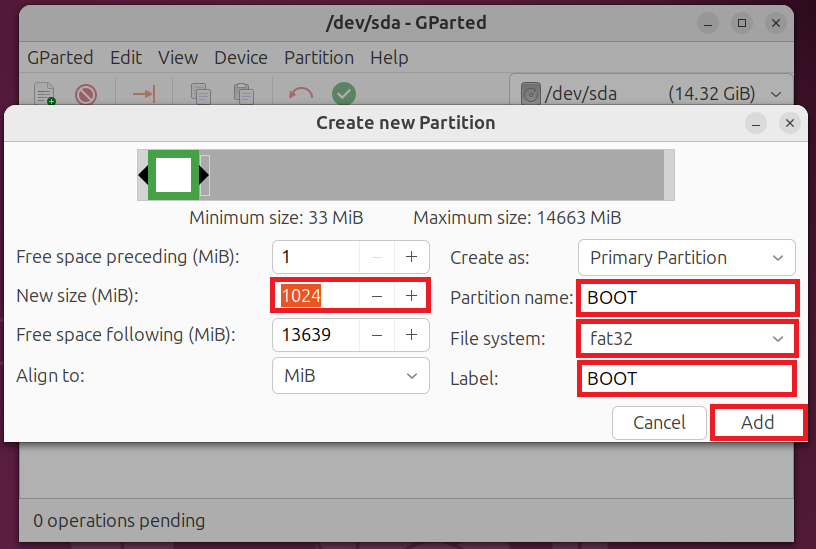 /dev/sda - GParted
GParted Edit View Device Partition Help
/dev/sda (14.32 GiB)
Create new Partition
Minimum size: 33 MiB Maximum size: 14663 MiB
Free space preceding (MiB): 1 Create as: Primary Partition
New size (MiB): 1024 Partition name: BOOT
Free space following (MiB): 13639 File system: fat32
Align to: MiB Label: BOOT
Cancel Add
0 operations pending